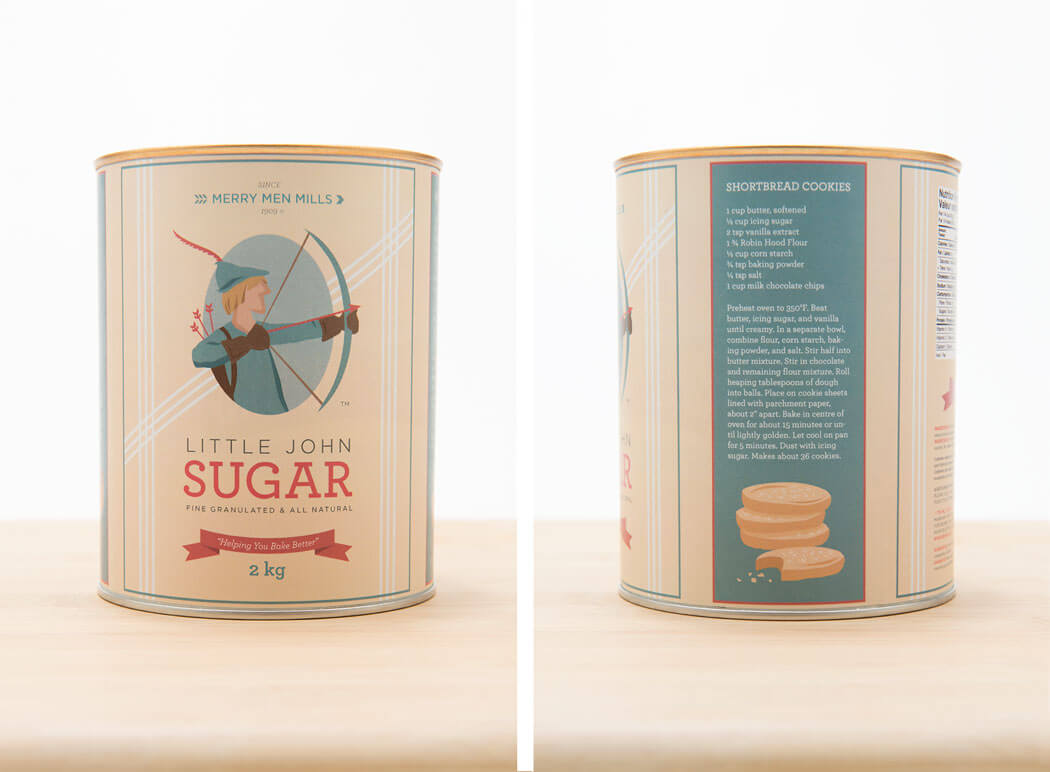 SINCE
MERRY MEN MILLS
1909
TM
LITTLE JOHN
SUGAR
FINE GRANULATED & ALL NATURAL
"Helping You Bake Better"
2 kg
SHORTBREAD COOKIES
1 cup butter, softened
½ cup icing sugar
2 tsp vanilla extract
1 ¾ Robin Hood Flour
½ cup corn starch
¾ tsp baking powder
¼ tsp salt
1 cup milk chocolate chips
Preheat oven to 350°F. Beat
butter, icing sugar, and vanilla
until creamy. In a separate bowl,
combine flour, corn starch, bak-
ing powder, and salt. Stir half into
butter mixture. Stir in chocolate
and remaining flour mixture. Roll
heaping tablespoons of dough
into balls. Place on cookie sheets
lined with parchment paper,
about 2" apart. Bake in centre of
oven for about 15 minutes or un-
til lightly golden. Let cool on pan
for 5 minutes. Dust with icing
sugar. Makes about 36 cookies.